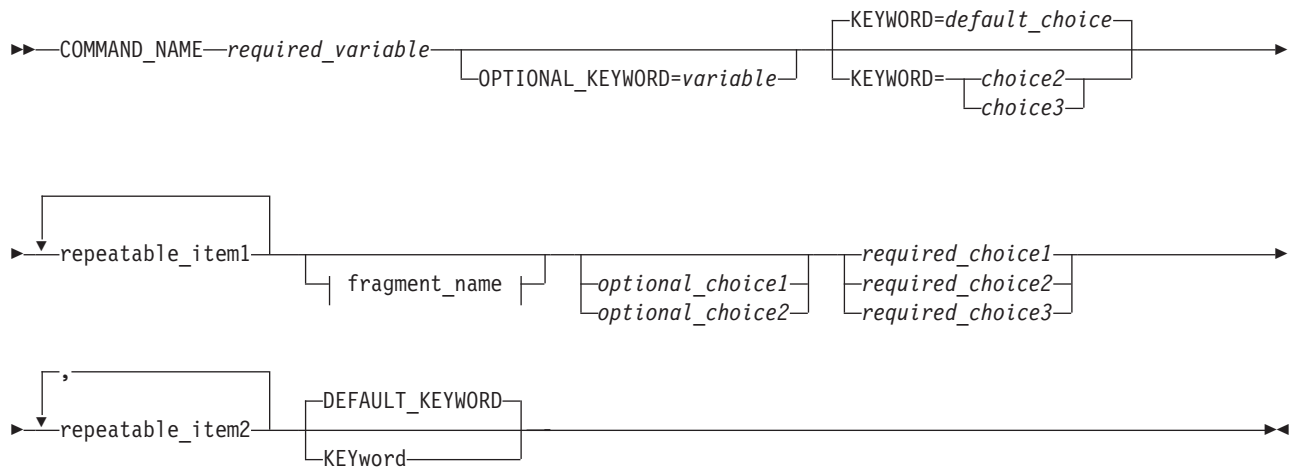 KEYWORD=default_choice
COMMAND_NAME required_variable
OPTIONAL_KEYWORD=variable KEYWORD= choice2
choice3
repeatable_item1 required_choice1
fragment_name optional_choice1 required_choice2
optional_choice2 required_choice3
,
DEFAULT_KEYWORD
repeatable_item2
KEYword